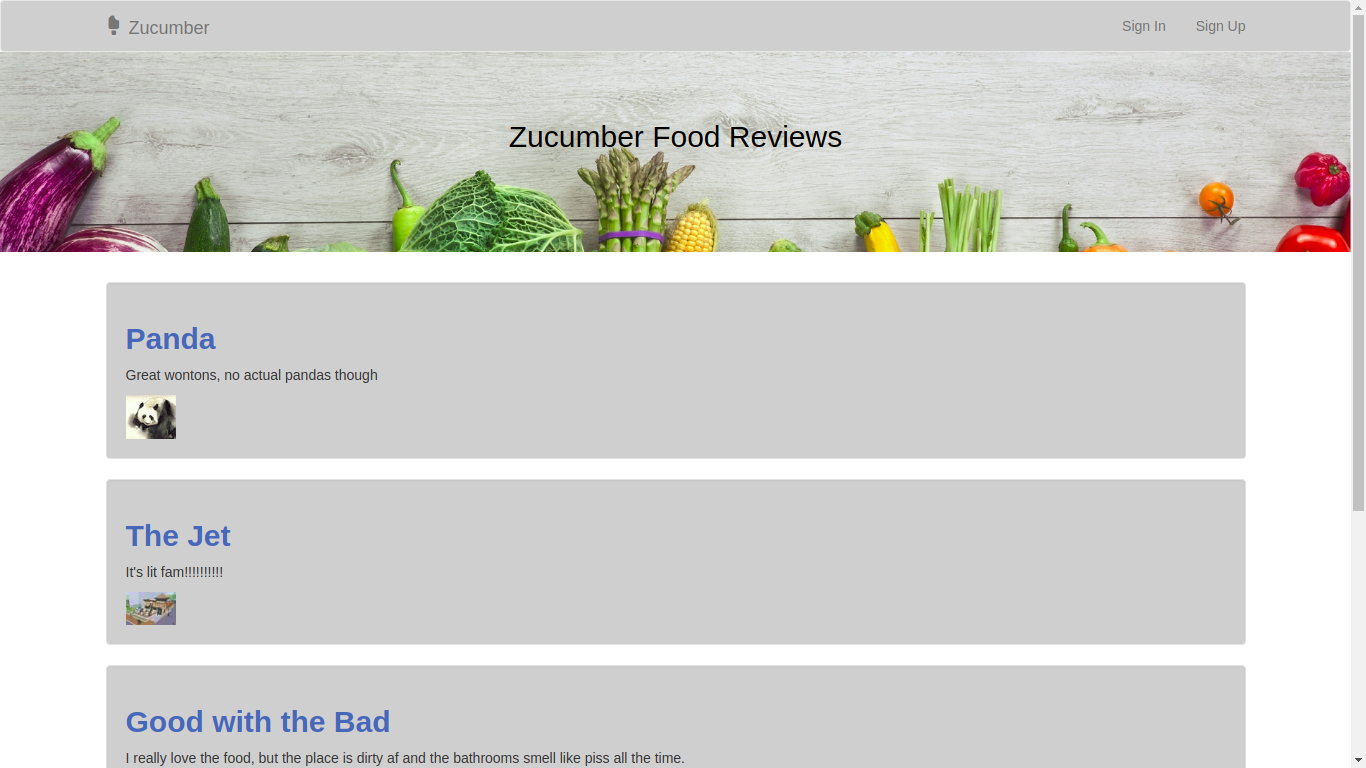 Zucumber
Sign In
Sign Up
Zucumber Food Reviews
Panda
Great wontons, no actual pandas though
The Jet
It's lit fam!!!!!!!!!!
Good with the Bad
I really love the food, but the place is dirty af and the bathrooms smell like piss all the time.